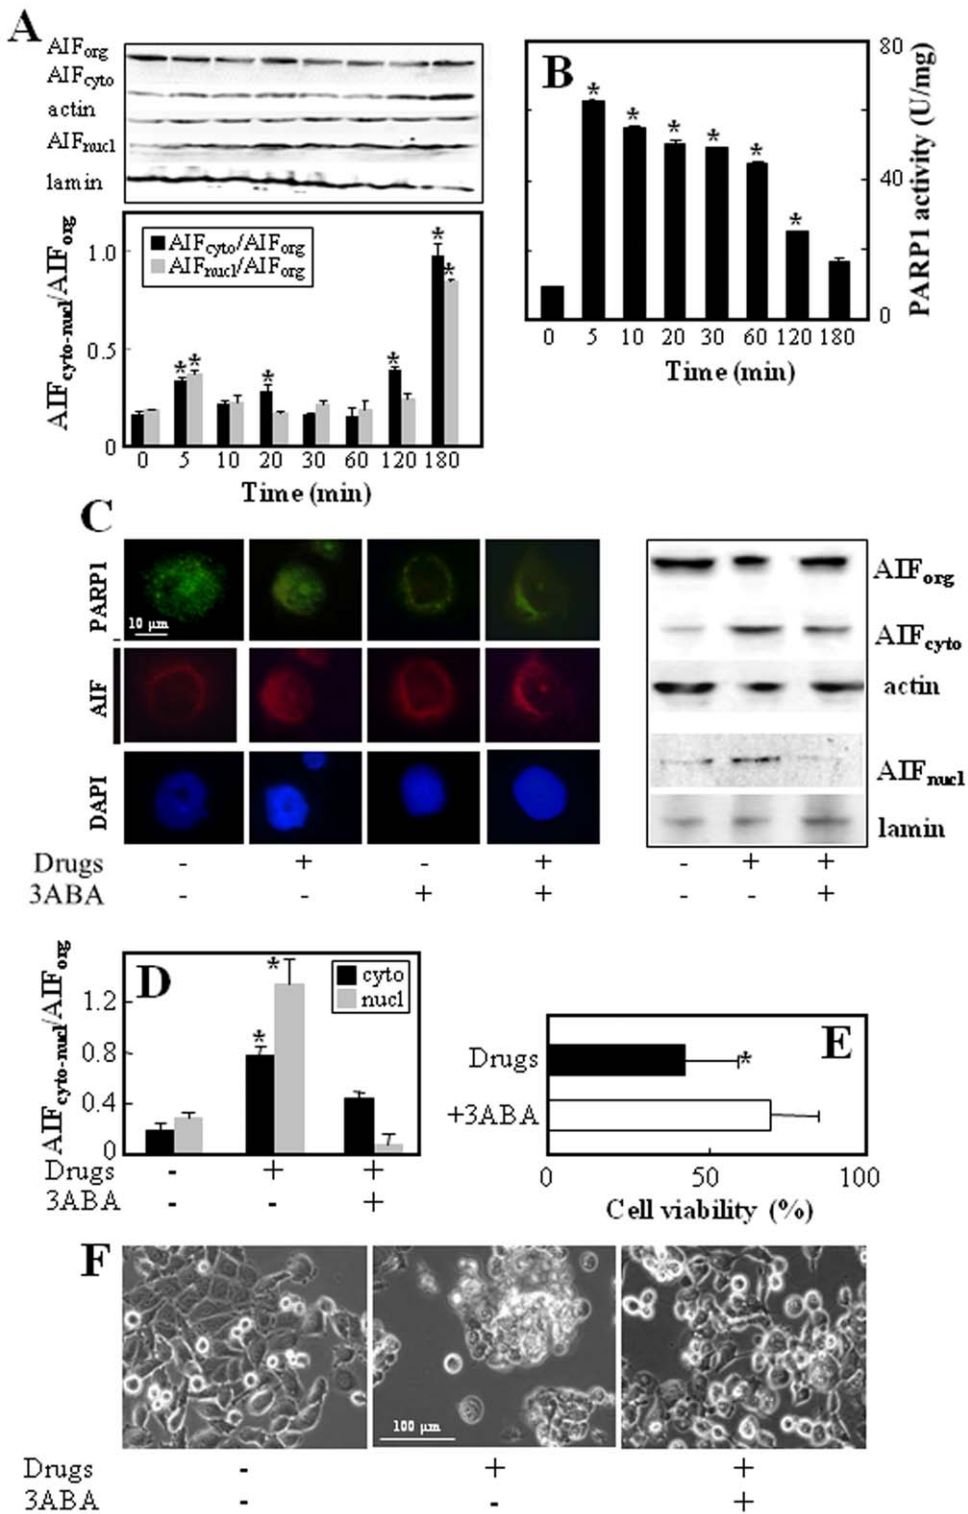 A
AIForg
AIFcyto
actin
AIFnucl
lamin
AIFcyto-nucl/AIForg
1.0
0.5
0
AIFcyto/AIForg
AIFnucl/AIForg
* * * * * *
0 5 10 20 30 60 120 180
Time (min)
B
* * * * * *
80
40
0
PARP1 activity (U/mg)
0 5 10 20 30 60 120 180
Time (min)
C
PARP1
10 µm
AIF
DAPI
Drugs - + - +
3ABA - - + +
AIForg
AIFcyto
actin
AIFnucl
lamin
- + +
- - +
D
AIFcyto-nucl/AIForg
1.2
0.8
0.4
0
cyto
nucl
* *
Drugs - + +
3ABA - - +
E
Drugs *
+3ABA
0 50 100
Cell viability (%)
F
100 µm
Drugs - + +
3ABA - - +